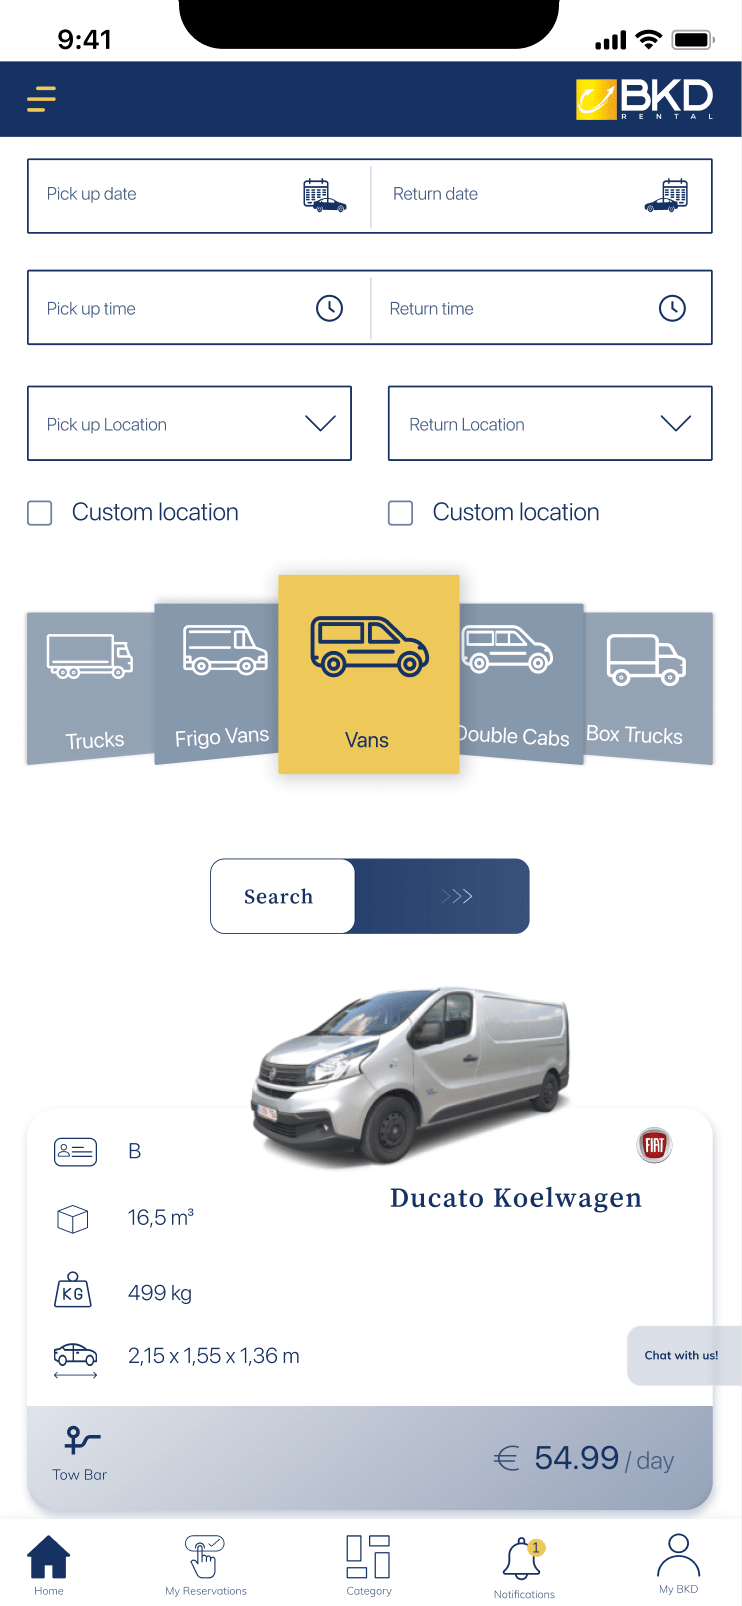 9:41
BKD
RENTAL
Pick up date
Return date
Pick up time
Return time
Pick up Location
Return Location
Custom location
Custom location
Trucks
Frigo Vans
Vans
Double Cabs
Box Trucks
Search
>>>
B
FIAT
Ducato Koelwagen
16,5 m³
KG
499 kg
2,15 x 1,55 x 1,36 m
Chat with us!
Tow Bar
€ 54.99 / day
1
Home
My Reservations
Category
Notifications
My BKD